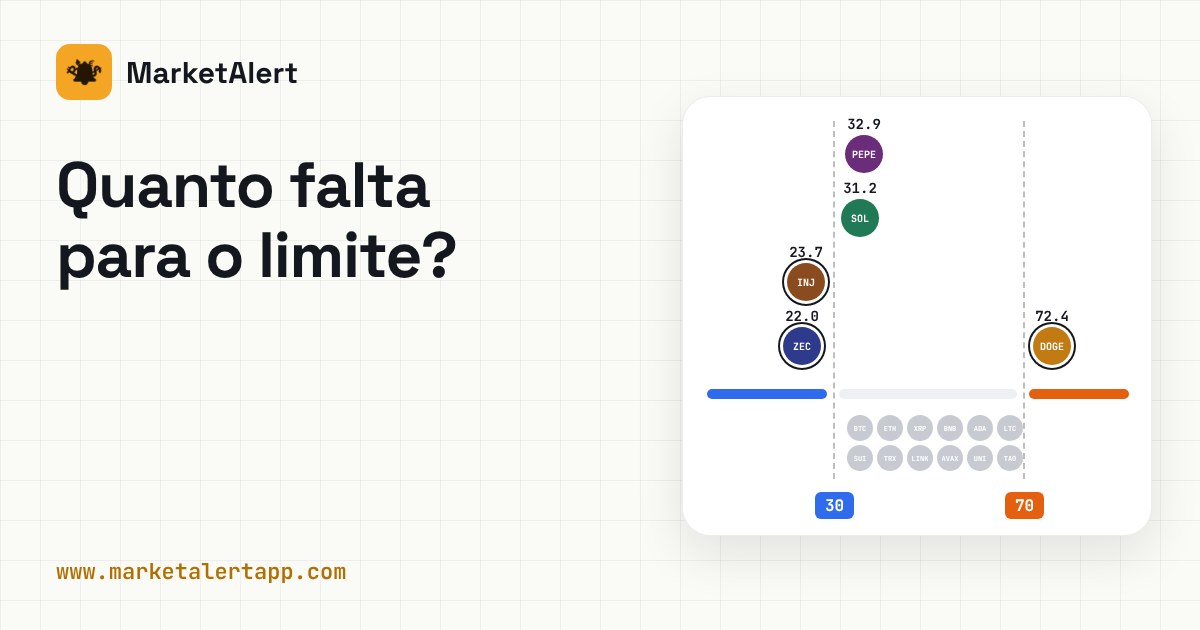 MarketAlert
Quanto falta
para o limite?
www.marketalertapp.com
32.9
PEPE
31.2
SOL
23.7
INJ
22.0
ZEC
72.4
DOGE
BTC ETH XRP BNB ADA LTC
SUI TRX LINK AVAX UNI TAO
30
70